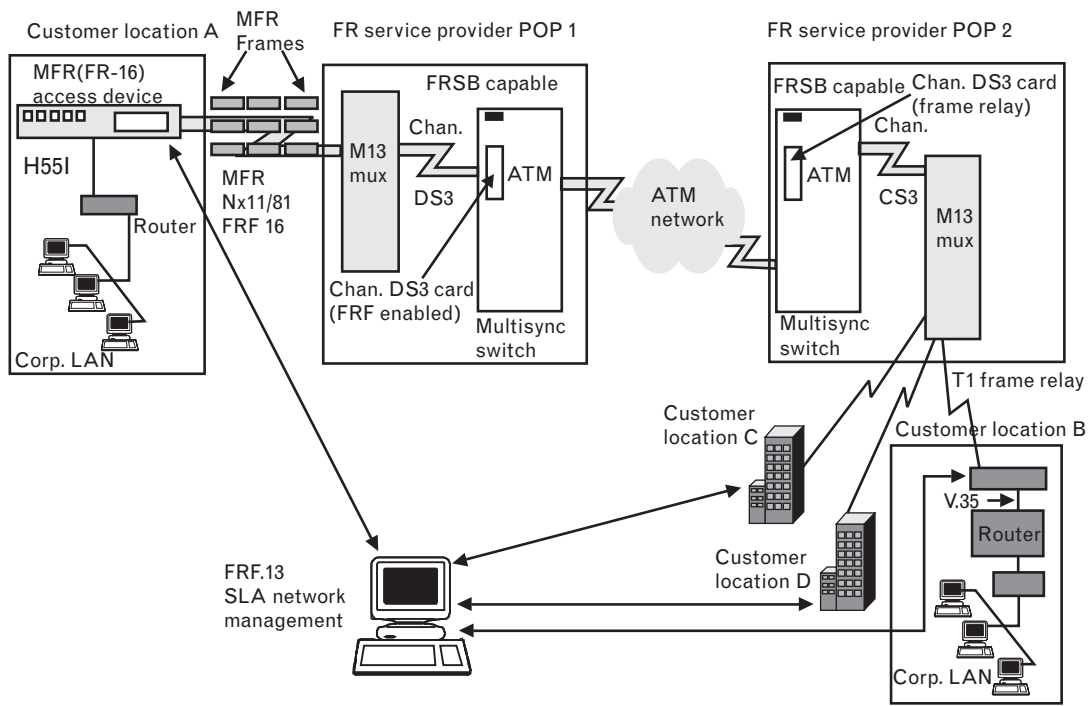 Customer location A
MFR
Frames
FR service provider POP 1
FR service provider POP 2
MFR(FR-16)
access device
H55I
Router
Corp. LAN
MFR
Nx11/81
FRF 16
FRSB capable
M13
mux
Chan.
DS3
ATM
Chan. DS3 card
(FRF enabled)
Multisync
switch
ATM
network
FRSB capable
Chan. DS3 card
(frame relay)
Chan.
ATM
CS3
M13
mux
Multisync
switch
T1 frame relay
Customer
location C
Customer location B
V.35
Router
Customer
location D
FRF.13
SLA network
management
Corp. LAN